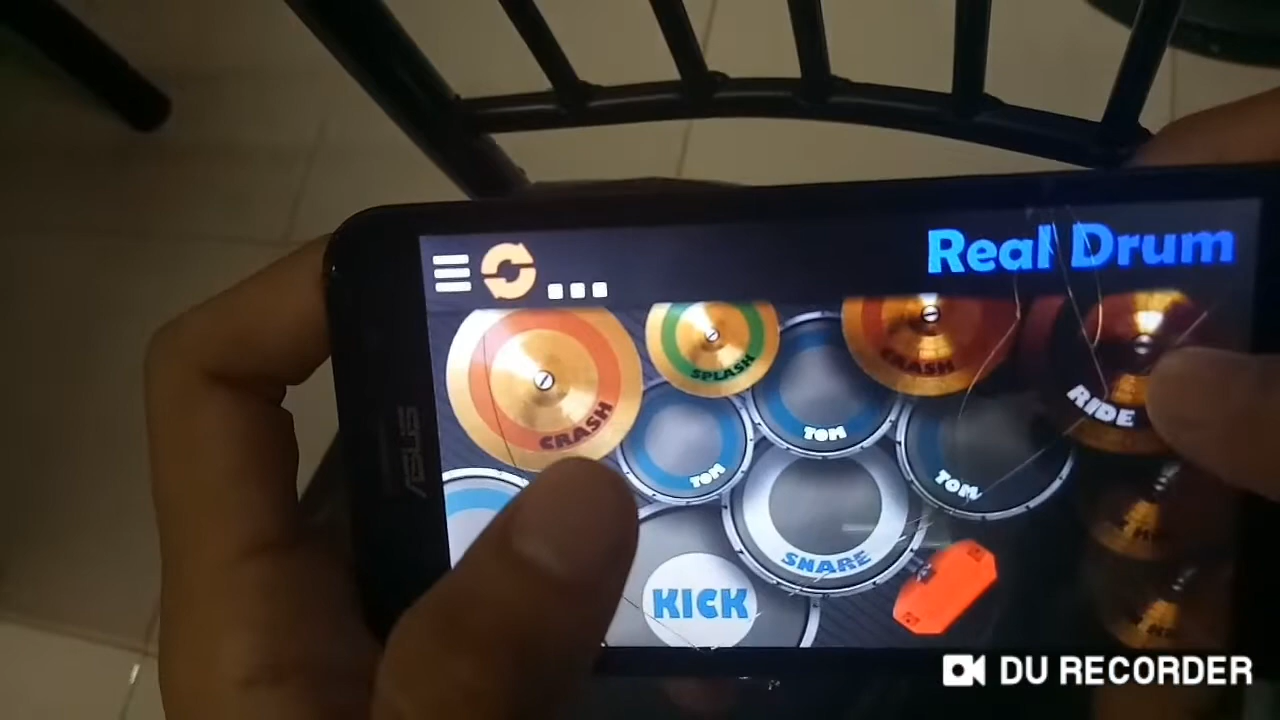 Real Drum
CRASH
SPLASH
CRASH
RIDE
TOM
TOM
TOM
SNARE
KICK
ASUS
DU RECORDER